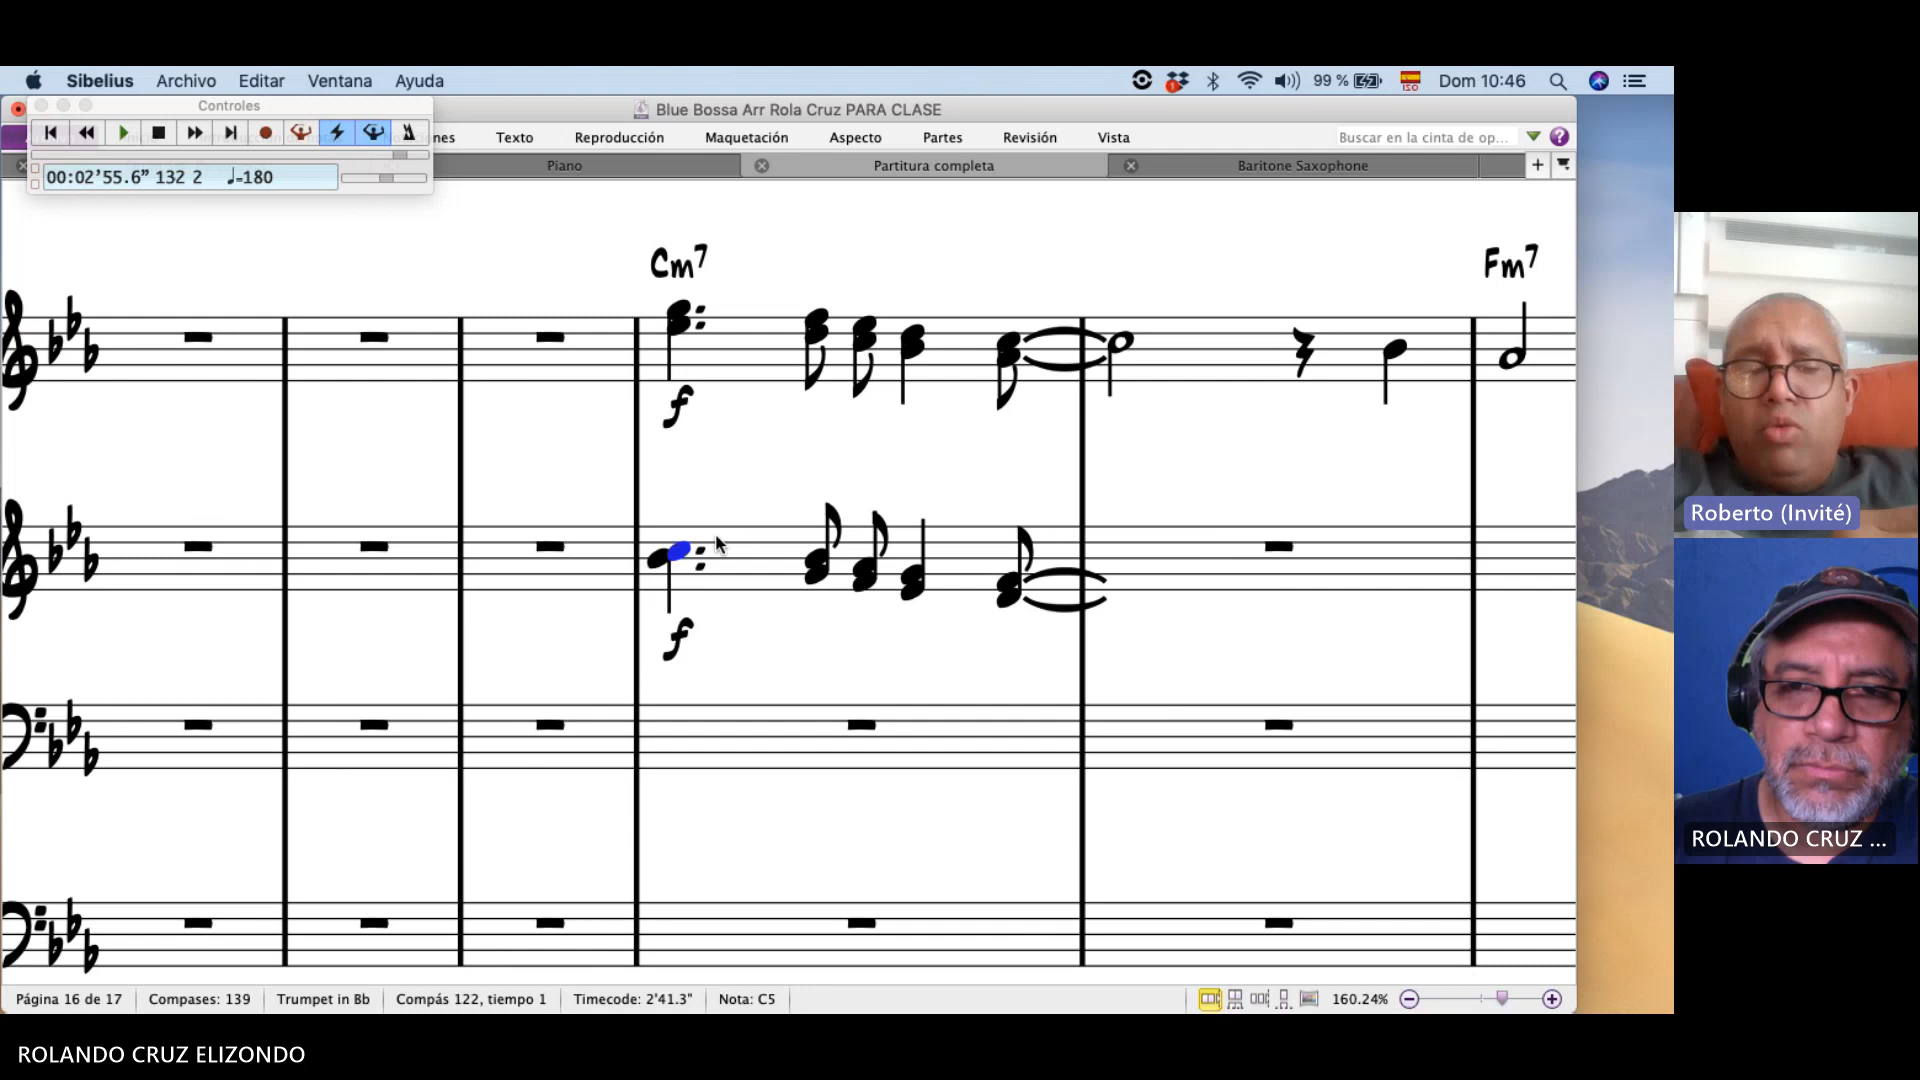 Sibelius Archivo Editar Ventana Ayuda 99 % ISO Dom 10:46
Controles
Blue Bossa Arr Rola Cruz PARA CLASE
nes Texto Reproducción Maquetación Aspecto Partes Revisión Vista Buscar en la cinta de op... ?
Piano Partitura completa Baritone Saxophone +
00:02'55.6" 132 2 ♩=180
Cm7 Fm7
f
f
Página 16 de 17 Compases: 139 Trumpet in Bb Compás 122, tiempo 1 Timecode: 2'41.3" Nota: C5 160.24%
Roberto (Invité)
ROLANDO CRUZ ...
ROLANDO CRUZ ELIZONDO